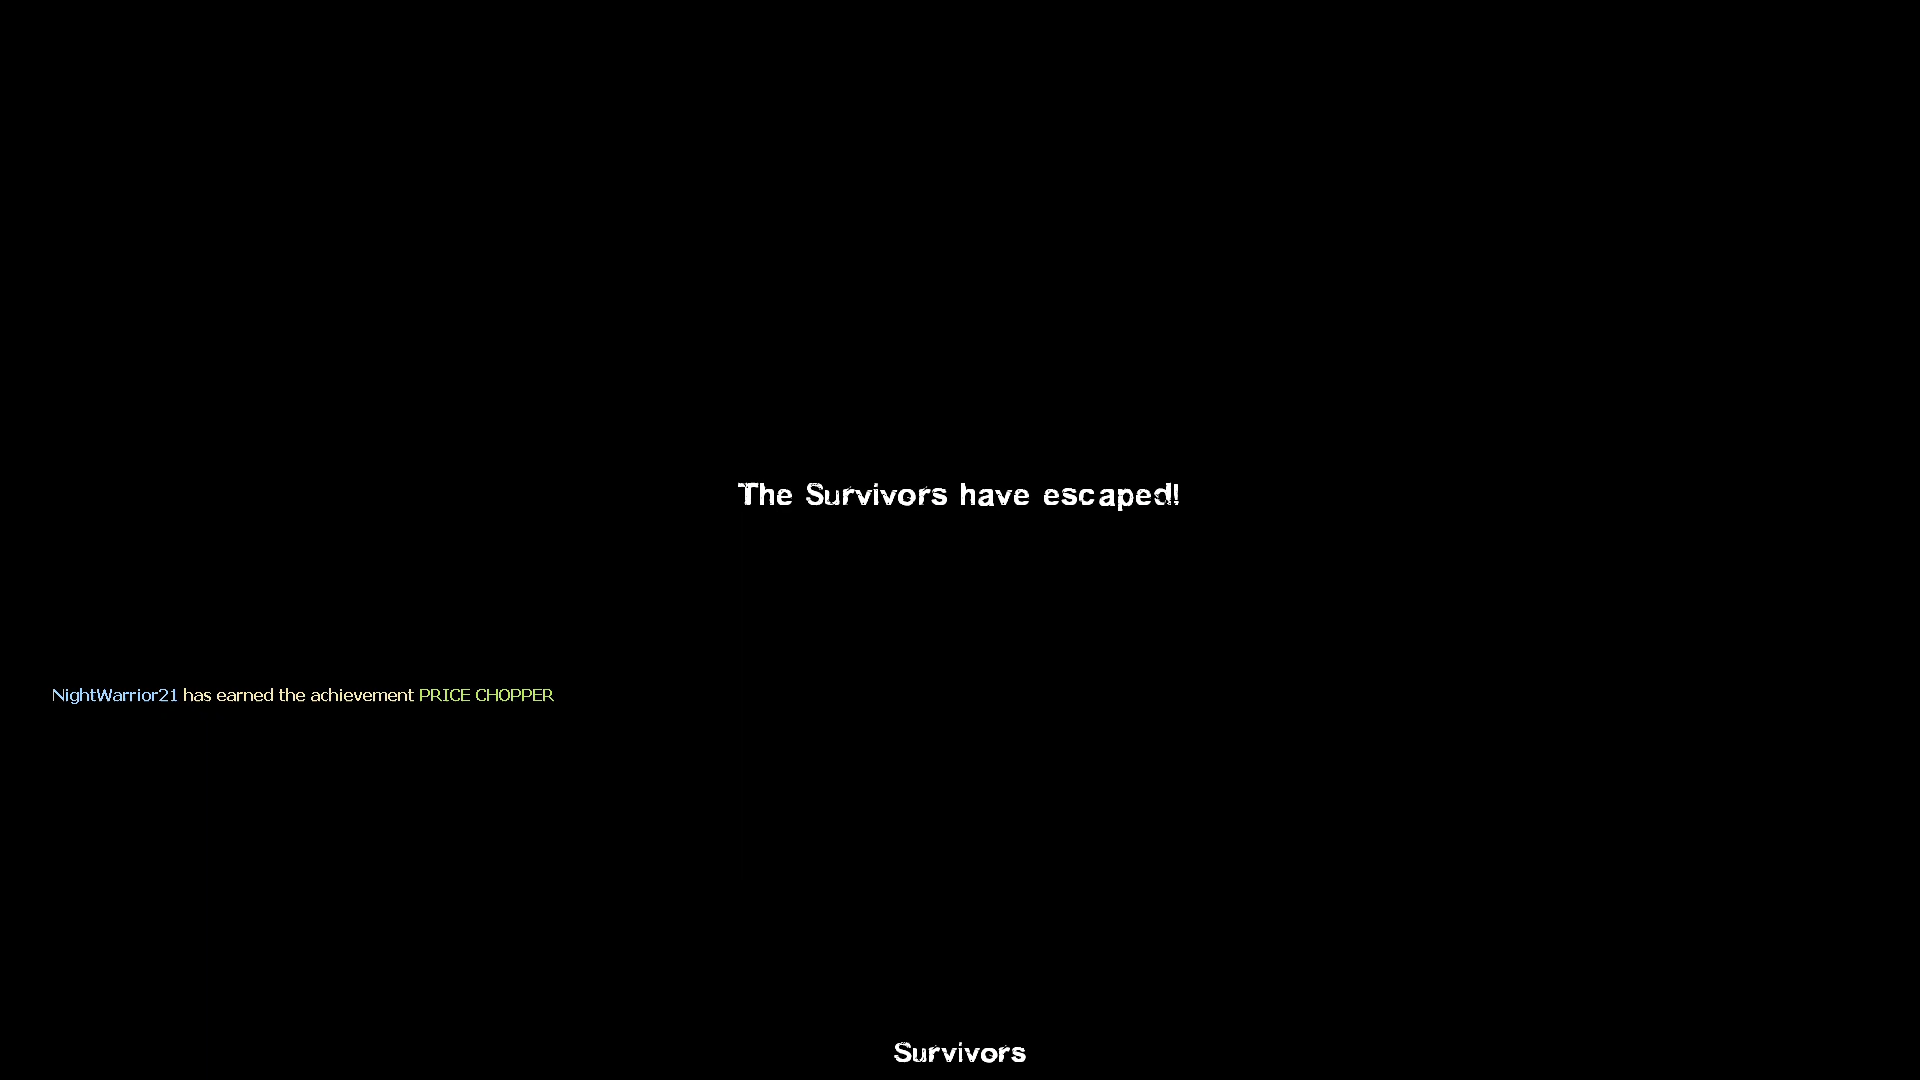 The Survivors have escaped!
NightWarrior21 has earned the achievement PRICE CHOPPER
Survivors